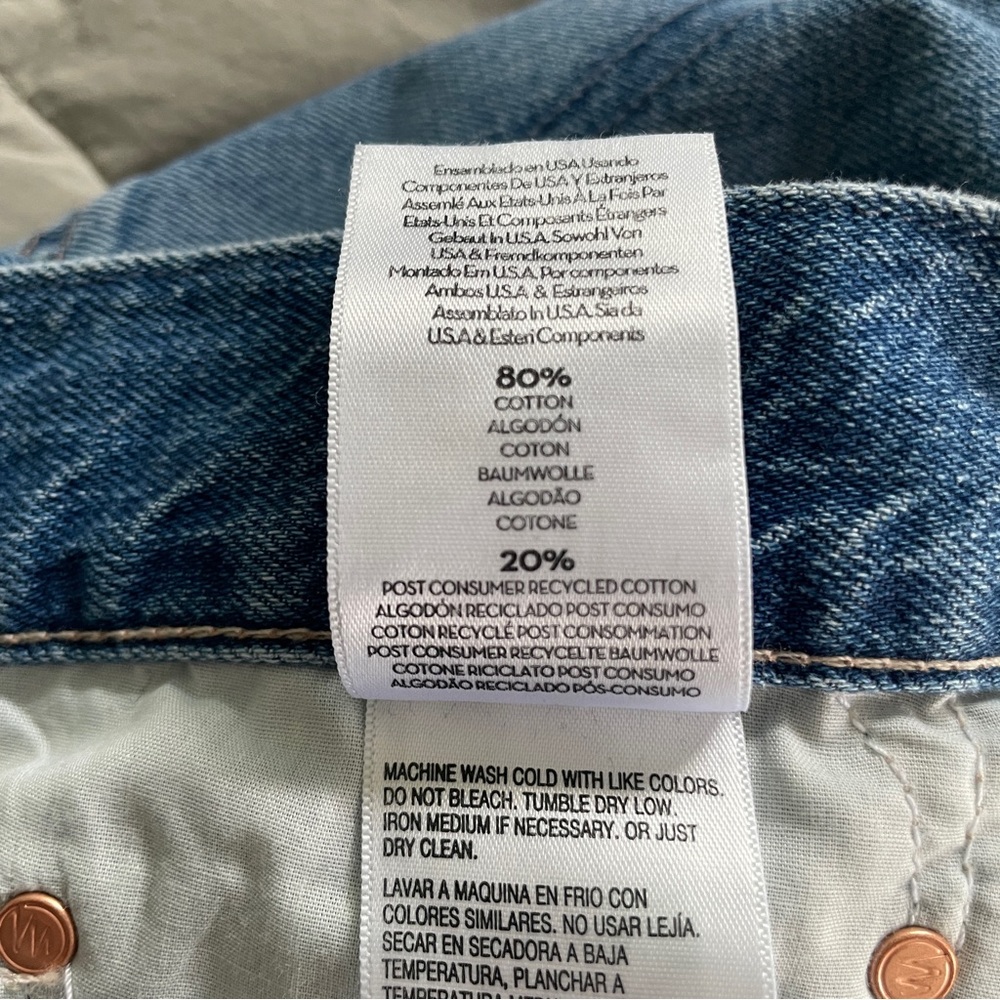 Ensamblado en USA Usando
Componentes De USA Y Extranjeros
Assemlé Aux Etats-Unis A La Fois Par
Etats-Unis Et Composants Étrangers
Gebaut In U.S.A. Sowohl Von
USA & Fremdkomponenten
Montado Em U.S.A. Por componentes
Ambos U.S.A & Estrangeiros
Assemblato In U.S.A. Sia da
U.S.A & Esteri Components
80%
COTTON
ALGODÓN
COTON
BAUMWOLLE
ALGODÃO
COTONE
20%
POST CONSUMER RECYCLED COTTON
ALGODÓN RECICLADO POST CONSUMO
COTON RECYCLÉ POST CONSOMMATION
POST CONSUMER RECYCELTE BAUMWOLLE
COTONE RICICLATO POST CONSUMO
ALGODÃO RECICLADO PÓS-CONSUMO
MACHINE WASH COLD WITH LIKE COLORS.
DO NOT BLEACH. TUMBLE DRY LOW.
IRON MEDIUM IF NECESSARY. OR JUST
DRY CLEAN.
LAVAR A MAQUINA EN FRIO CON
COLORES SIMILARES. NO USAR LEJÍA.
SECAR EN SECADORA A BAJA
TEMPERATURA, PLANCHAR A
TEMPERATURA